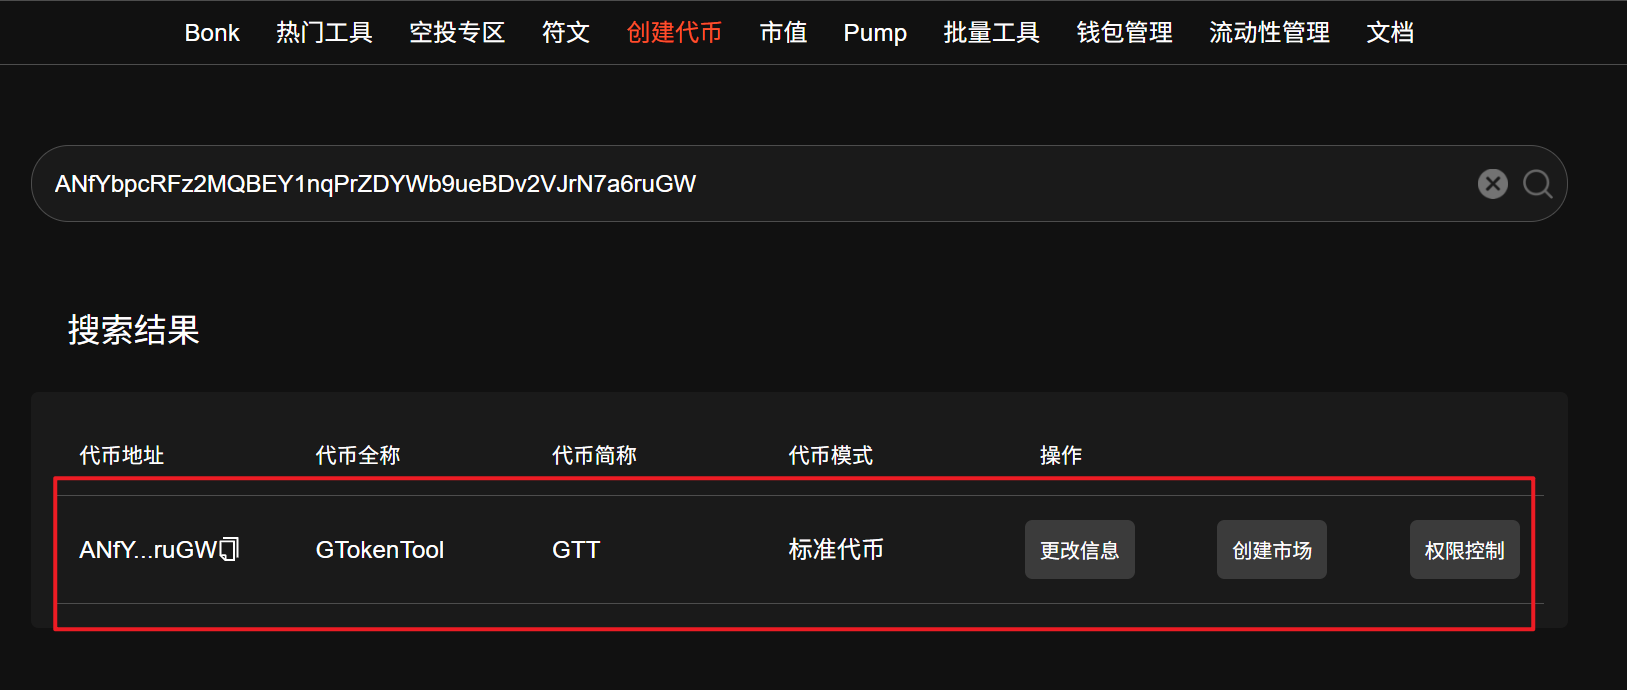 Bonk 热门工具 空投专区 符文 创建代币 市值 Pump 批量工具 钱包管理 流动性管理 文档
ANfYbpcRFz2MQBEY1nqPrZDYWb9ueBDv2VJrN7a6ruGW
搜索结果
代币地址 代币全称 代币简称 代币模式 操作
ANfY...ruGW GTokenTool GTT 标准代币 更改信息 创建市场 权限控制